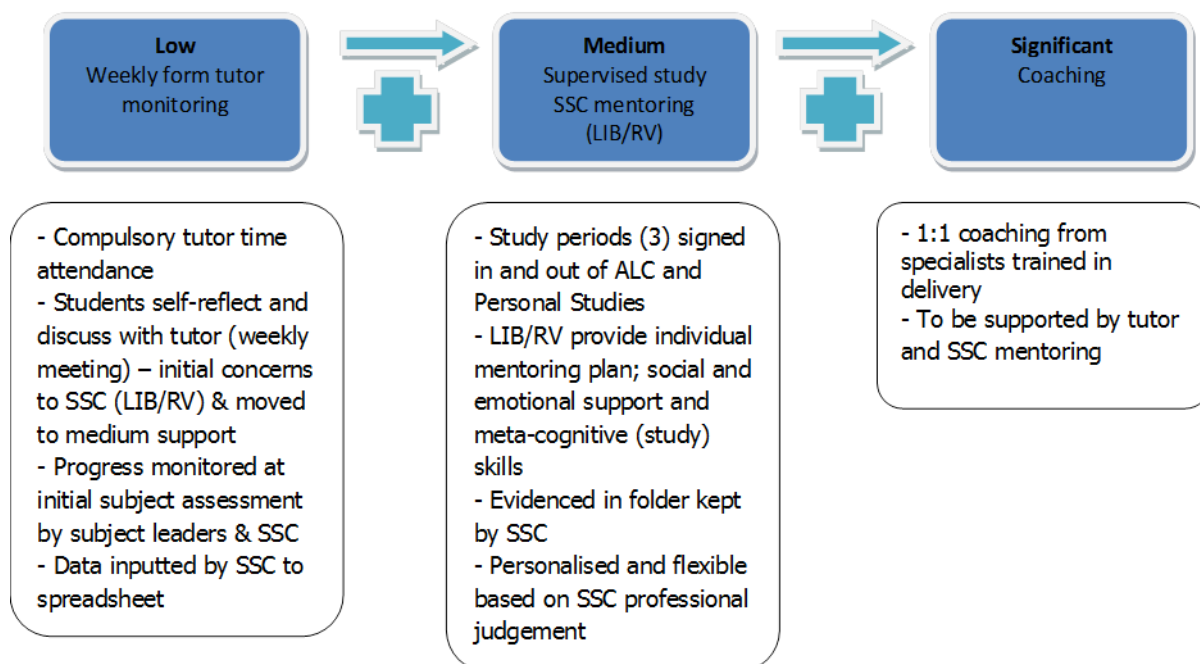 Low
Weekly form tutor
monitoring
Medium
Supervised study
SSC mentoring
(LIB/RV)
Significant
Coaching
- Compulsory tutor time
attendance
- Students self-reflect and
discuss with tutor (weekly
meeting) – initial concerns
to SSC (LIB/RV) & moved
to medium support
- Progress monitored at
initial subject assessment
by subject leaders & SSC
- Data inputted by SSC to
spreadsheet
- Study periods (3) signed
in and out of ALC and
Personal Studies
- LIB/RV provide individual
mentoring plan; social and
emotional support and
meta-cognitive (study)
skills
- Evidenced in folder kept
by SSC
- Personalised and flexible
based on SSC professional
judgement
- 1:1 coaching from
specialists trained in
delivery
- To be supported by tutor
and SSC mentoring